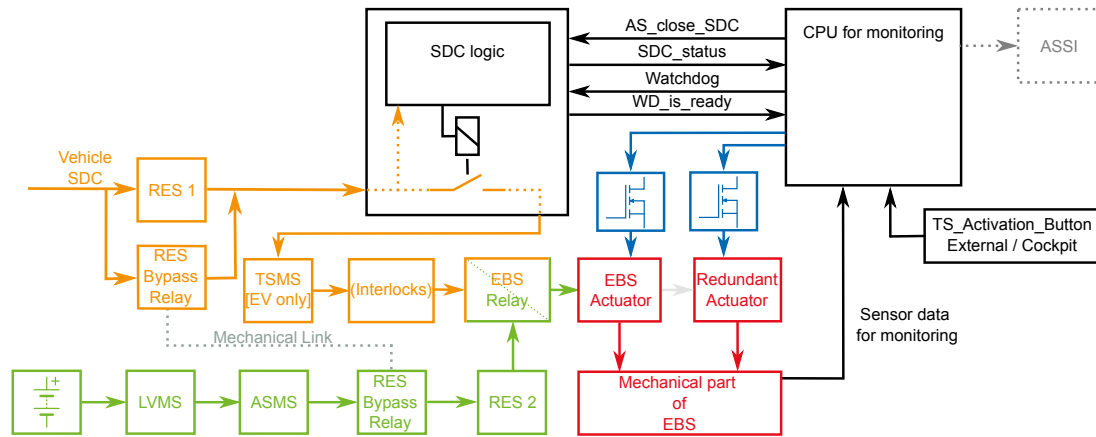 AS_close_SDC
SDC_status
Watchdog
WD_is_ready
SDC logic
CPU for monitoring
ASSI
Vehicle
SDC
RES 1
RES
Bypass
Relay
TSMS
[EV only]
(Interlocks)
EBS
Relay
EBS
Actuator
Redundant
Actuator
TS_Activation_Button
External / Cockpit
Sensor data
for monitoring
Mechanical Link
+
LVMS
ASMS
RES
Bypass
Relay
RES 2
Mechanical part
of
EBS